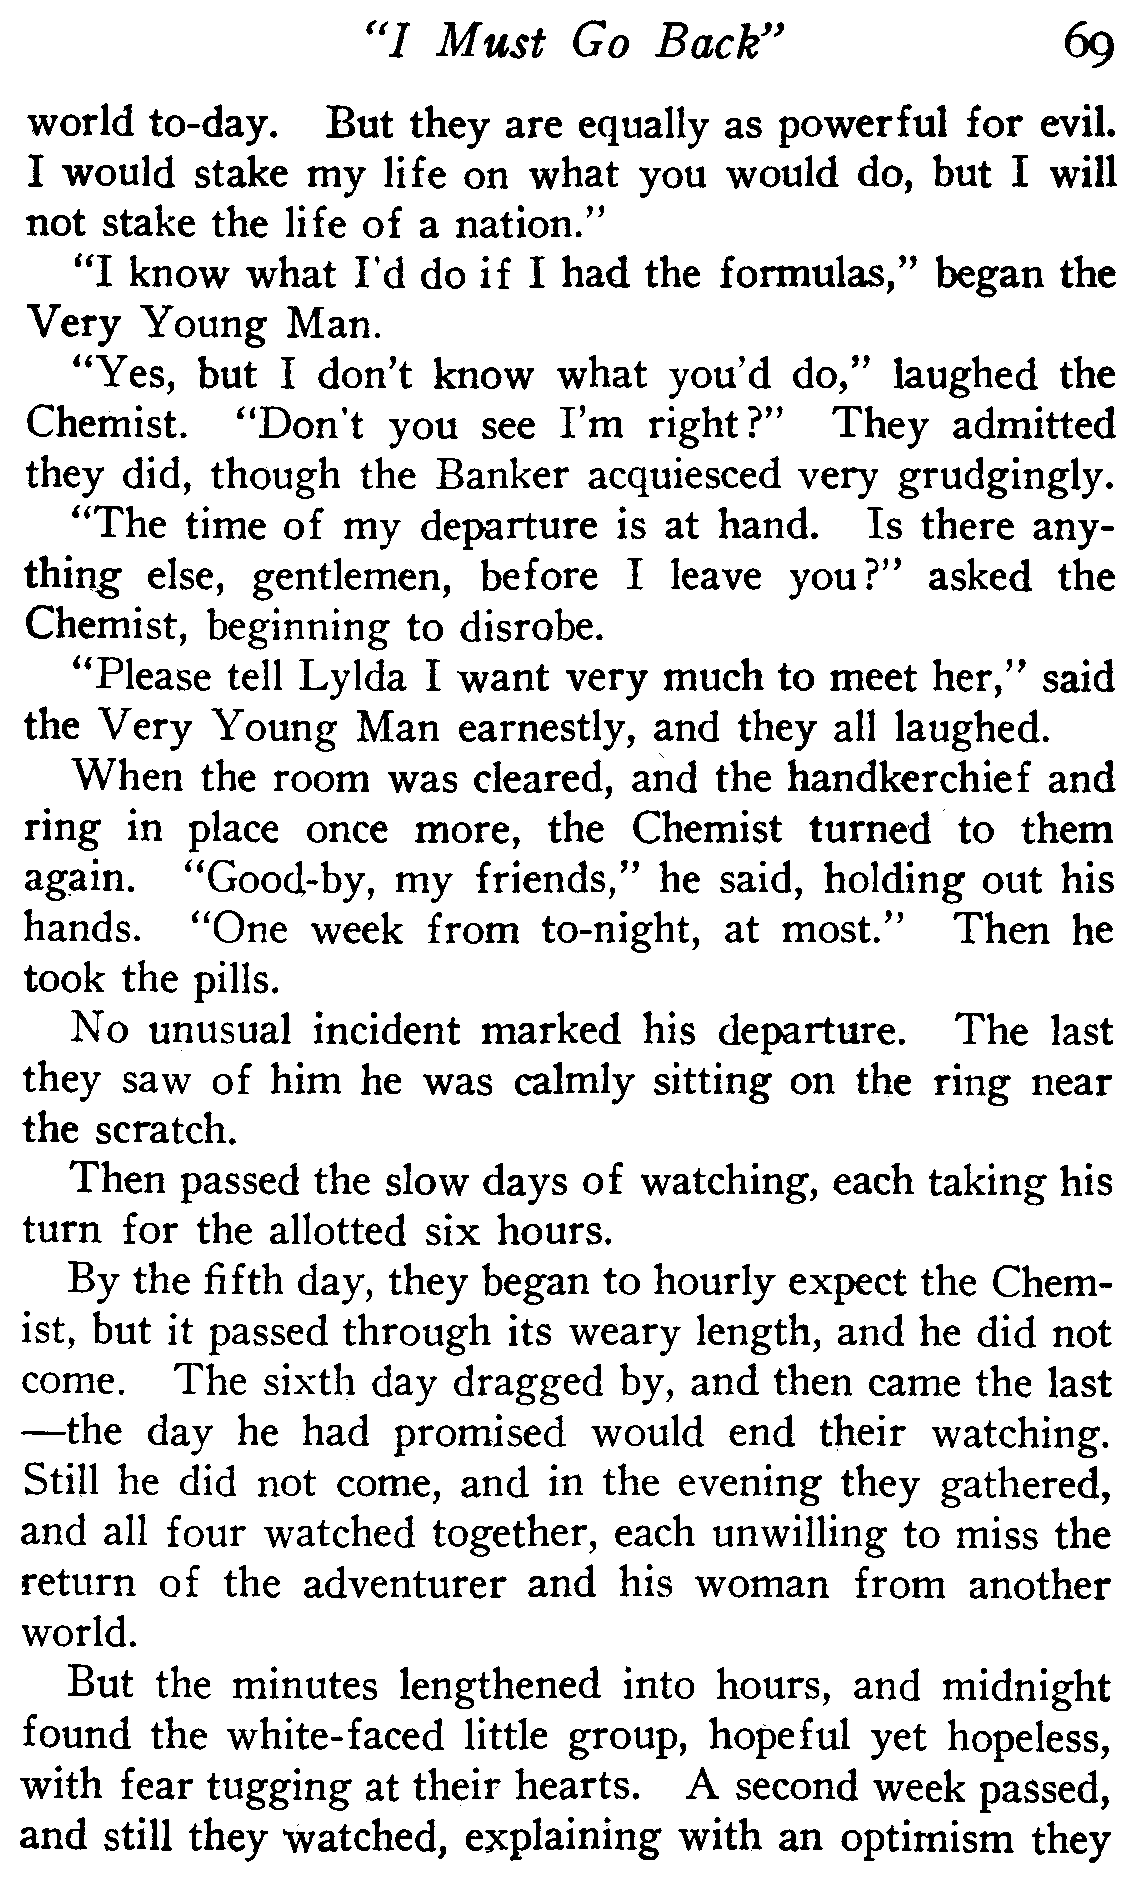 "I Must Go Back" 69
world to-day. But they are equally as powerful for evil.
I would stake my life on what you would do, but I will
not stake the life of a nation."
"I know what I'd do if I had the formulas," began the
Very Young Man.
"Yes, but I don't know what you'd do," laughed the
Chemist. "Don't you see I'm right?" They admitted
they did, though the Banker acquiesced very grudgingly.
"The time of my departure is at hand. Is there any-
thing else, gentlemen, before I leave you?" asked the
Chemist, beginning to disrobe.
"Please tell Lylda I want very much to meet her," said
the Very Young Man earnestly, and they all laughed.
When the room was cleared, and the handkerchief and
ring in place once more, the Chemist turned to them
again. "Good-by, my friends," he said, holding out his
hands. "One week from to-night, at most." Then he
took the pills.
No unusual incident marked his departure. The last
they saw of him he was calmly sitting on the ring near
the scratch.
Then passed the slow days of watching, each taking his
turn for the allotted six hours.
By the fifth day, they began to hourly expect the Chem-
ist, but it passed through its weary length, and he did not
come. The sixth day dragged by, and then came the last
—the day he had promised would end their watching.
Still he did not come, and in the evening they gathered,
and all four watched together, each unwilling to miss the
return of the adventurer and his woman from another
world.
But the minutes lengthened into hours, and midnight
found the white-faced little group, hopeful yet hopeless,
with fear tugging at their hearts. A second week passed,
and still they watched, explaining with an optimism they